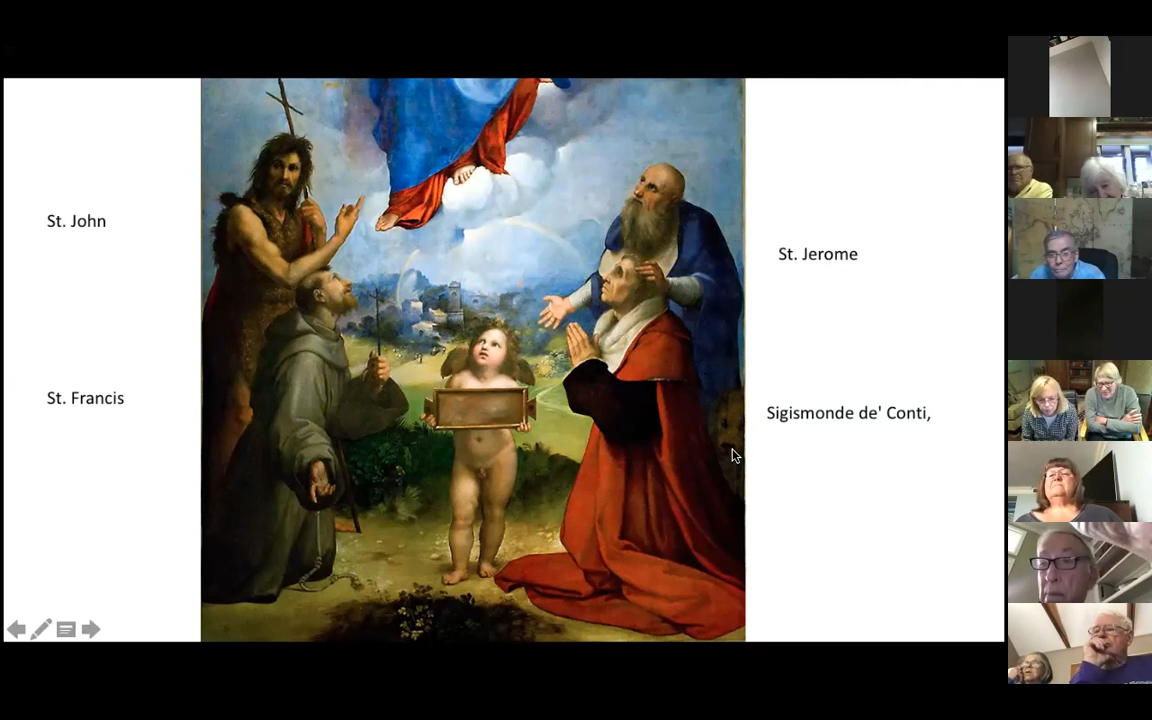 St. John
St. Jerome
St. Francis
Sigismonde de' Conti,